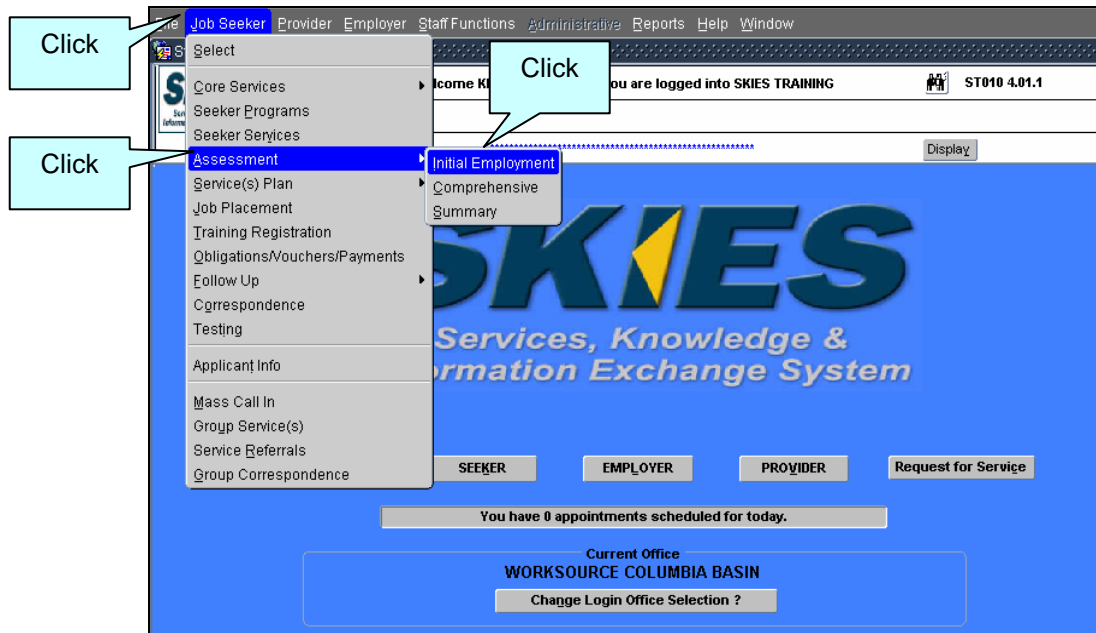 Job Seeker Provider Employer Staff Functions Administrative Reports Help Window
Click
Select
Click
Core Services
lcome
ou are logged into SKIES TRAINING
ST010 4.01.1
Seeker Programs
Seeker Services
Click
Assessment
Initial Employment
Display
Service(s) Plan
Comprehensive
Job Placement
Summary
Training Registration
Obligations/Vouchers/Payments
Follow Up
Correspondence
Testing
Applicant Info
Mass Call In
Group Service(s)
Service Referrals
Group Correspondence
SKIES
Services, Knowledge &
ormation Exchange System
SEEKER
EMPLOYER
PROVIDER
Request for Service
You have 0 appointments scheduled for today.
Current Office
WORKSOURCE COLUMBIA BASIN
Change Login Office Selection ?